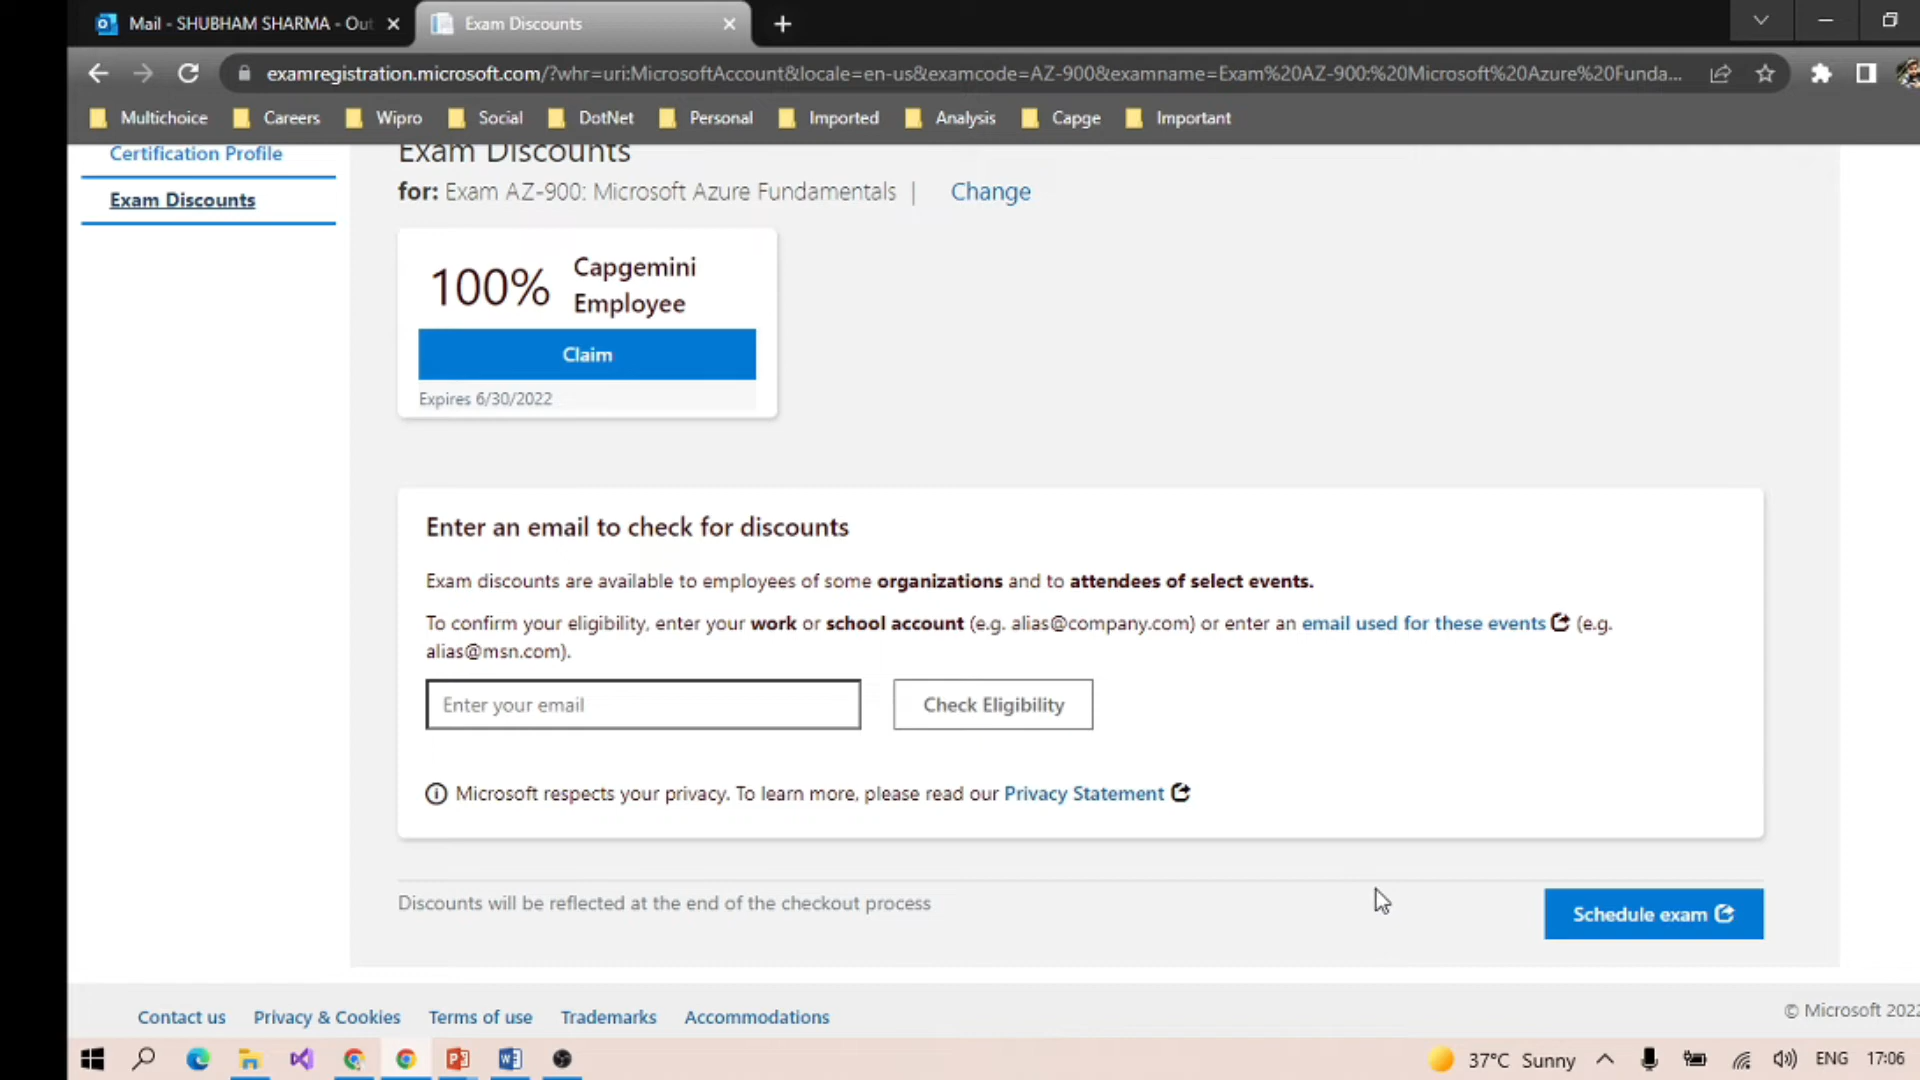 Mail - SHUBHAM SHARMA - Out
Exam Discounts
examregistration.microsoft.com/?whr=uri:MicrosoftAccount&locale=en-us&examcode=AZ-900&examname=Exam%20AZ-900:%20Microsoft%20Azure%20Funda...
Multichoice Careers Wipro Social DotNet Personal Imported Analysis Capge Important
Certification Profile
Exam Discounts
Exam Discounts
for: Exam AZ-900: Microsoft Azure Fundamentals | Change
100% Capgemini
Employee
Claim
Expires 6/30/2022
Enter an email to check for discounts
Exam discounts are available to employees of some organizations and to attendees of select events.
To confirm your eligibility, enter your work or school account (e.g. alias@company.com) or enter an email used for these events (e.g.
alias@msn.com).
Enter your email
Check Eligibility
Microsoft respects your privacy. To learn more, please read our Privacy Statement
Discounts will be reflected at the end of the checkout process
Schedule exam
Contact us Privacy & Cookies Terms of use Trademarks Accommodations
© Microsoft 2022
37°C Sunny ENG 17:06